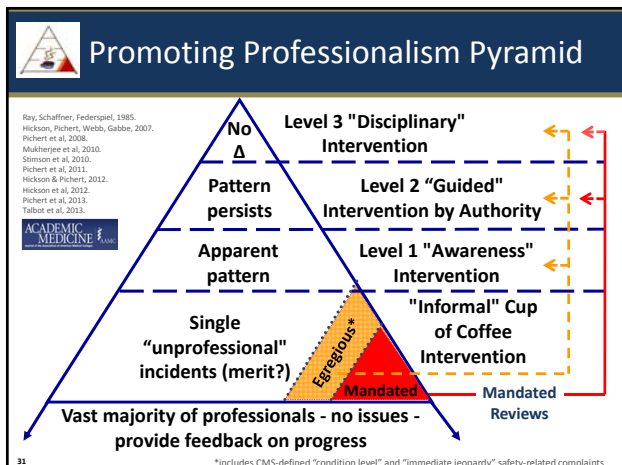 Promoting Professionalism Pyramid
Ray, Schaffner, Federspiel, 1985.
Hickson, Pichert, Webb, Gabbe, 2007.
Pichert et al, 2008.
Mukherjee et al, 2010.
Stimson et al, 2010.
Pichert et al, 2011.
Hickson & Pichert, 2012.
Hickson et al, 2012.
Pichert et al, 2013.
Talbot et al, 2013.
ACADEMIC
MEDICINE
AAMC
No
Δ
Level 3 "Disciplinary"
Intervention
Pattern
persists
Level 2 “Guided”
Intervention by Authority
Apparent
pattern
Level 1 "Awareness"
Intervention
Single
“unprofessional"
incidents (merit?)
Egregious*
Mandated
"Informal" Cup
of Coffee
Intervention
Mandated
Reviews
Vast majority of professionals - no issues -
provide feedback on progress
31
*includes CMS-defined “condition level” and “immediate jeopardy” safety-related complaints